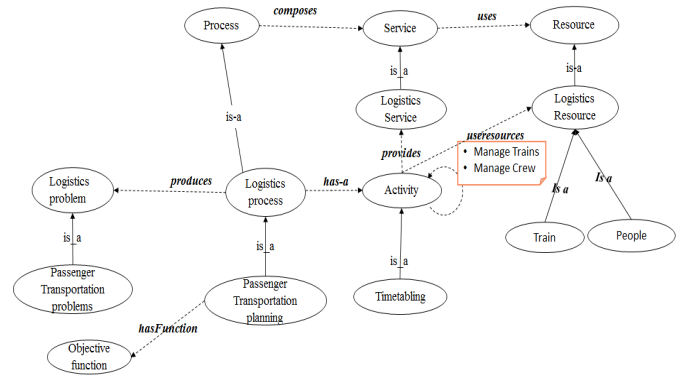 composes
uses
Process
Service
Resource
is_a
is-a
is-a
Logistics
Service
Logistics
Resource
useresources
provides
• Manage Trains
• Manage Crew
Logistics
problem
produces
Logistics
process
has-a
Activity
Is a
Is a
Train
People
is_a
is_a
is_a
Passenger
Transportation
problems
Passenger
Transportation
planning
Timetabling
hasFunction
Objective
function